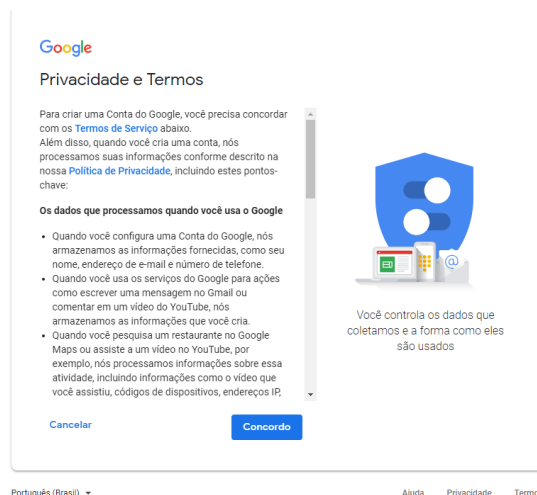 Google
Privacidade e Termos
Para criar uma Conta do Google, você precisa concordar
com os Termos de Serviço abaixo.
Além disso, quando você cria uma conta, nós
processamos suas informações conforme descrito na
nossa Política de Privacidade, incluindo estes pontos-
chave:
Os dados que processamos quando você usa o Google
• Quando você configura uma Conta do Google, nós
armazenamos as informações fornecidas, como seu
nome, endereço de e-mail e número de telefone.
• Quando você usa os serviços do Google para ações
como escrever uma mensagem no Gmail ou
comentar em um vídeo do YouTube, nós
armazenamos as informações que você cria.
• Quando você pesquisa um restaurante no Google
Maps ou assiste a um vídeo no YouTube, por
exemplo, nós processamos informações sobre essa
atividade, incluindo informações como o vídeo que
você assistiu, códigos de dispositivos, endereços IP,
Cancelar
Concordo
@
Você controla os dados que
coletamos e a forma como eles
são usados
Português (Brasil)
Ajuda Privacidade Termo